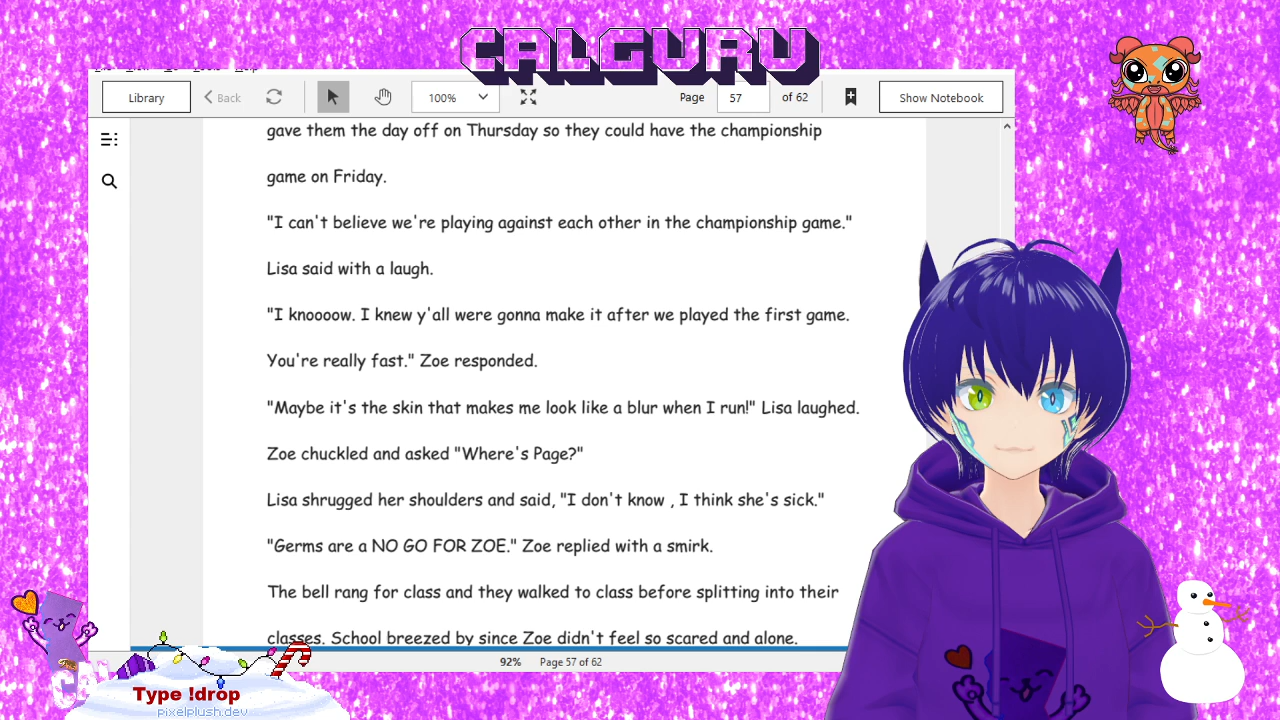 CALGURU
Library
Back
100%
Page 57 of 62
Show Notebook
gave them the day off on Thursday so they could have the championship
game on Friday.
"I can't believe we're playing against each other in the championship game."
Lisa said with a laugh.
"I knoooow. I knew y'all were gonna make it after we played the first game.
You're really fast." Zoe responded.
"Maybe it's the skin that makes me look like a blur when I run!" Lisa laughed.
Zoe chuckled and asked "Where's Page?"
Lisa shrugged her shoulders and said, "I don't know , I think she's sick."
"Germs are a NO GO FOR ZOE." Zoe replied with a smirk.
The bell rang for class and they walked to class before splitting into their
classes. School breezed by since Zoe didn't feel so scared and alone.
92% Page 57 of 62
Type !drop
pixelplush.dev